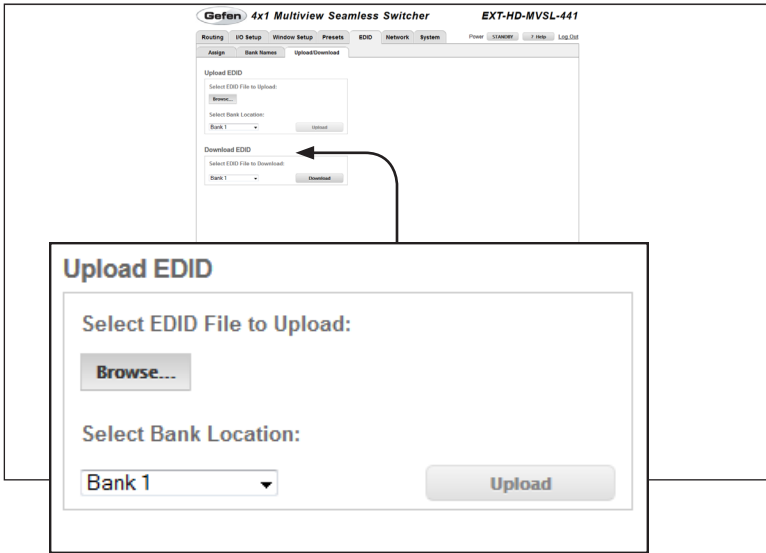 Gefen 4x1 Multiview Seamless Switcher EXT-HD-MVSL-441
Routing I/O Setup Window Setup Presets EDID Network System Power STANDBY ? Help Log Out
Assign Bank Names Upload/Download
Upload EDID
Select EDID File to Upload:
Browse...
Select Bank Location:
Bank 1 Upload
Download EDID
Select EDID File to Download:
Bank 1 Download
Upload EDID
Select EDID File to Upload:
Browse...
Select Bank Location:
Bank 1 Upload